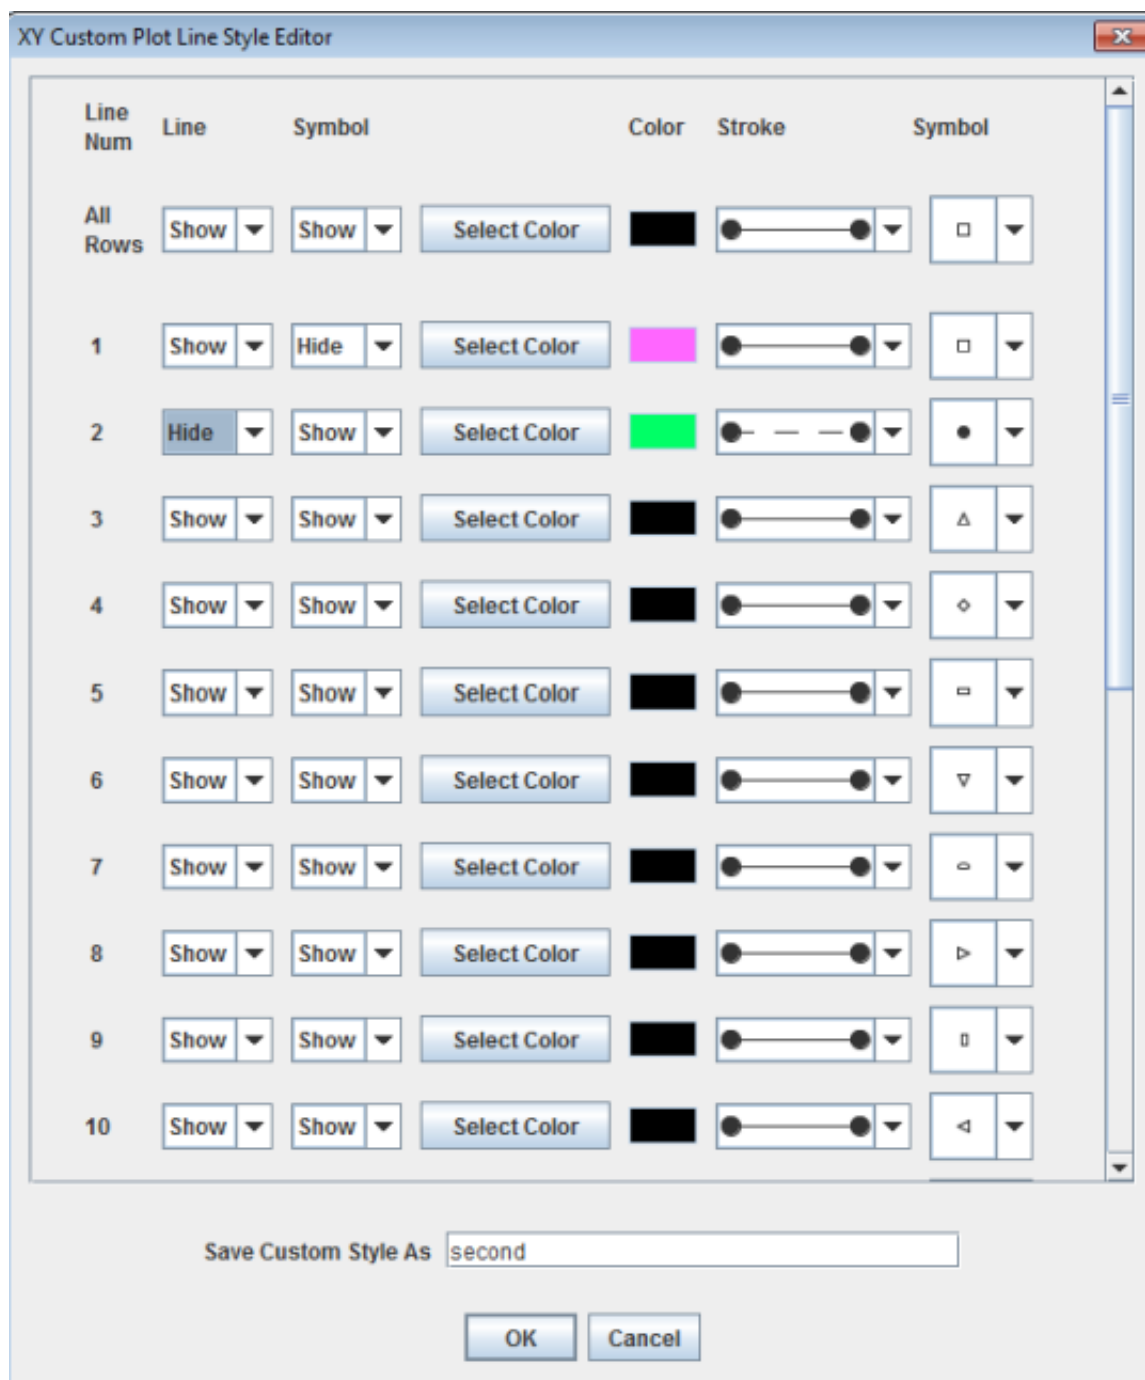 XY Custom Plot Line Style Editor
Line Num Line Symbol Color Stroke Symbol
All Rows Show Show Select Color
1 Show Hide Select Color
2 Hide Show Select Color
3 Show Show Select Color
4 Show Show Select Color
5 Show Show Select Color
6 Show Show Select Color
7 Show Show Select Color
8 Show Show Select Color
9 Show Show Select Color
10 Show Show Select Color
Save Custom Style As second
OK Cancel